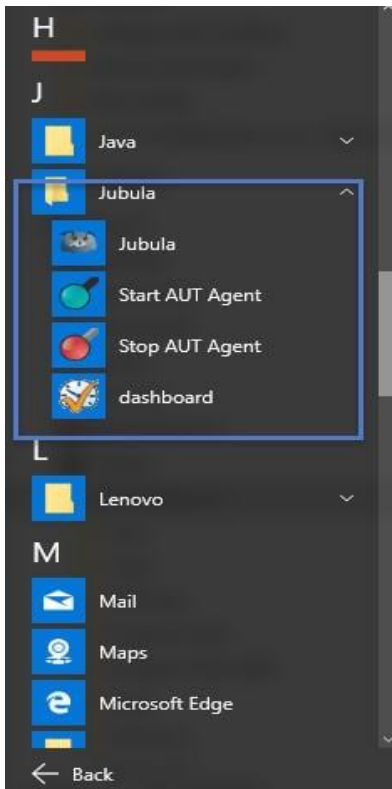 H
J
Java
Jubula
Jubula
Start AUT Agent
Stop AUT Agent
dashboard
L
Lenovo
M
Mail
Maps
Microsoft Edge
Back